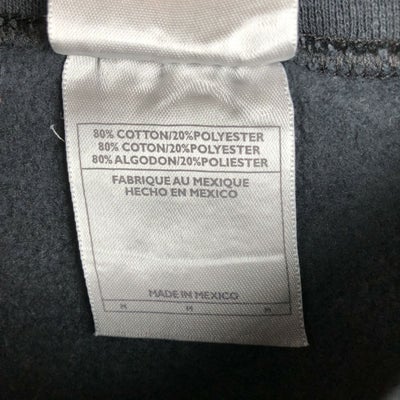 80% COTTON/20%POLYESTER
80% COTON/20%POLYESTER
80% ALGODON/20%POLIESTER
FABRIQUE AU MEXIQUE
HECHO EN MEXICO
MADE IN MEXICO
M M M